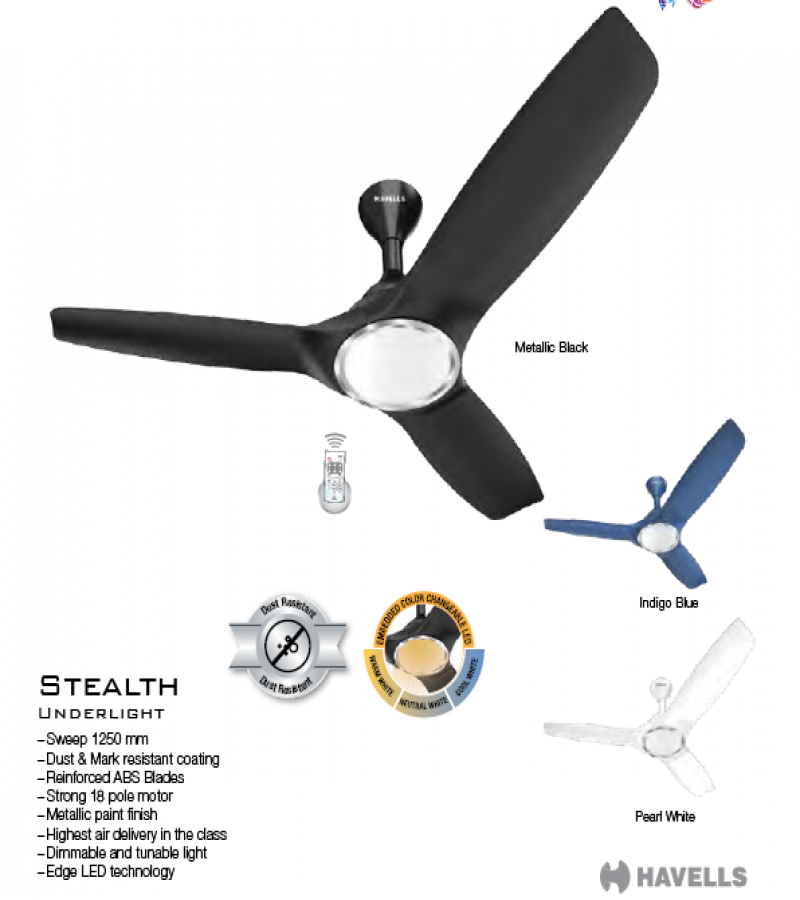 HAVELLS
Metallic Black
Indigo Blue
Dust Resistant
Dust Resistant
EMBEDDED COLOR CHANGEABLE LED
WARM WHITE
NEUTRAL WHITE
COOL WHITE
STEALTH
UNDERLIGHT
–Sweep 1250 mm
–Dust & Mark resistant coating
–Reinforced ABS Blades
–Strong 18 pole motor
–Metallic paint finish
–Highest air delivery in the class
–Dimmable and tunable light
–Edge LED technology
Pearl White
HAVELLS